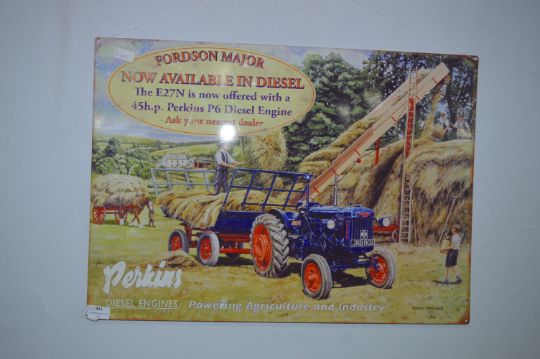 FORDSON MAJOR
NOW AVAILABLE IN DIESEL
The E27N is now offered with a
45h.p. Perkins P6 Diesel Engine
- Ask your nearest dealer
Perkins
DIESEL ENGINES
Powering Agriculture and Industry